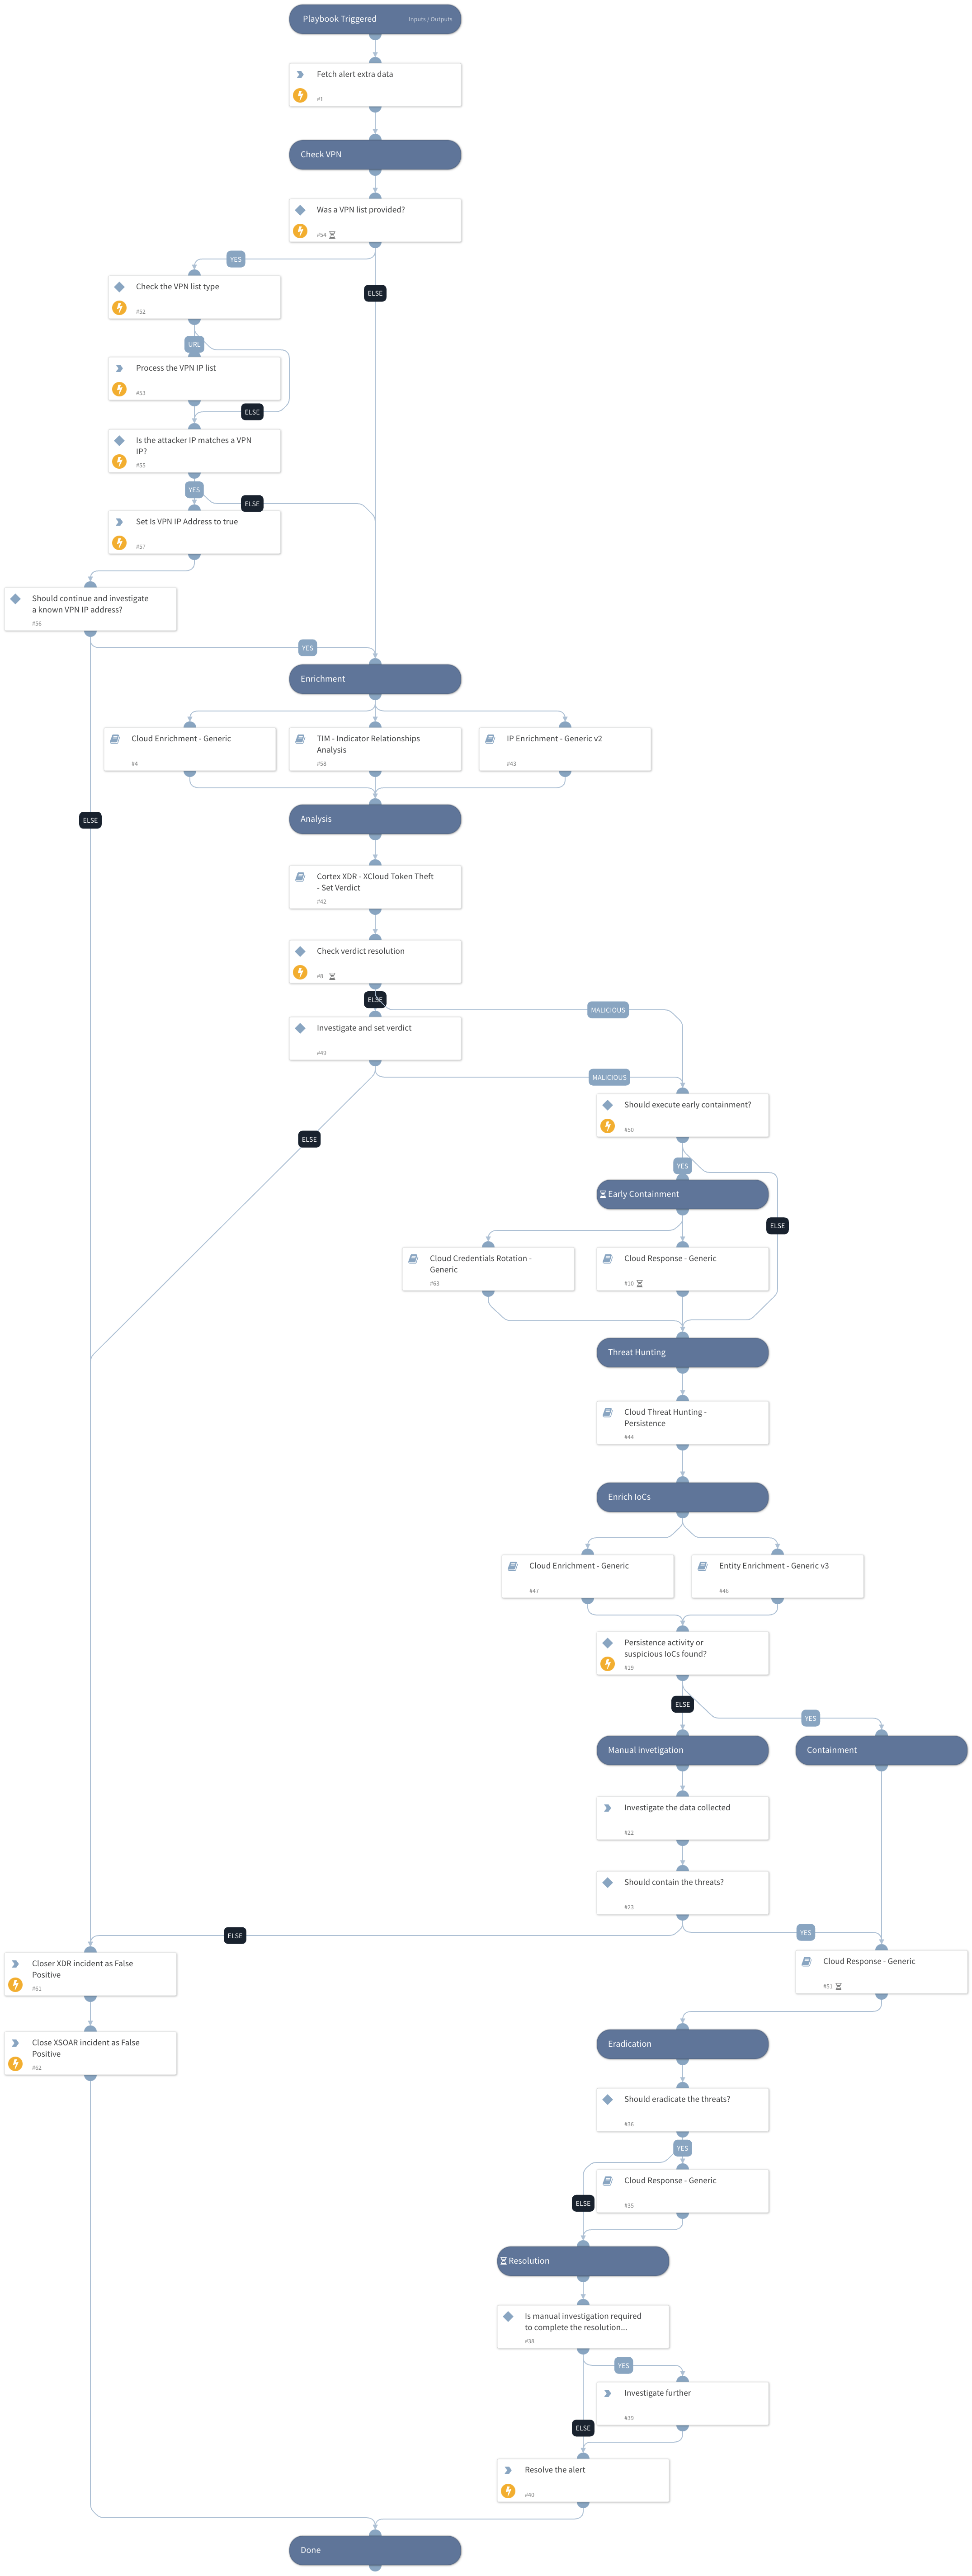 Playbook Triggered
Inputs / Outputs
Fetch alert extra data
#1
Check VPN
Was a VPN list provided?
#54
YES
ELSE
Check the VPN list type
#52
URL
Process the VPN IP list
#53
ELSE
Is the attacker IP matches a VPN
IP?
#55
YES
ELSE
Set Is VPN IP Address to true
#57
Should continue and investigate
a known VPN IP address?
#56
YES
Enrichment
Cloud Enrichment - Generic
#4
TIM - Indicator Relationships
Analysis
#58
IP Enrichment - Generic v2
#43
ELSE
Analysis
Cortex XDR - XCloud Token Theft
- Set Verdict
#42
Check verdict resolution
#8
ELSE
MALICIOUS
Investigate and set verdict
#49
MALICIOUS
ELSE
Should execute early containment?
#50
YES
ELSE
Early Containment
Cloud Credentials Rotation -
Generic
#63
Cloud Response - Generic
#10
Threat Hunting
Cloud Threat Hunting -
Persistence
#44
Enrich IoCs
Cloud Enrichment - Generic
#47
Entity Enrichment - Generic v3
#46
Persistence activity or
suspicious IoCs found?
#19
ELSE
YES
Manual invetigation
Containment
Investigate the data collected
#22
Should contain the threats?
#23
ELSE
YES
Closer XDR incident as False
Positive
#61
Cloud Response - Generic
#51
Close XSOAR incident as False
Positive
#62
Eradication
Should eradicate the threats?
#36
YES
ELSE
Cloud Response - Generic
#35
Resolution
Is manual investigation required
to complete the resolution...
#38
YES
Investigate further
#39
ELSE
Resolve the alert
#40
Done